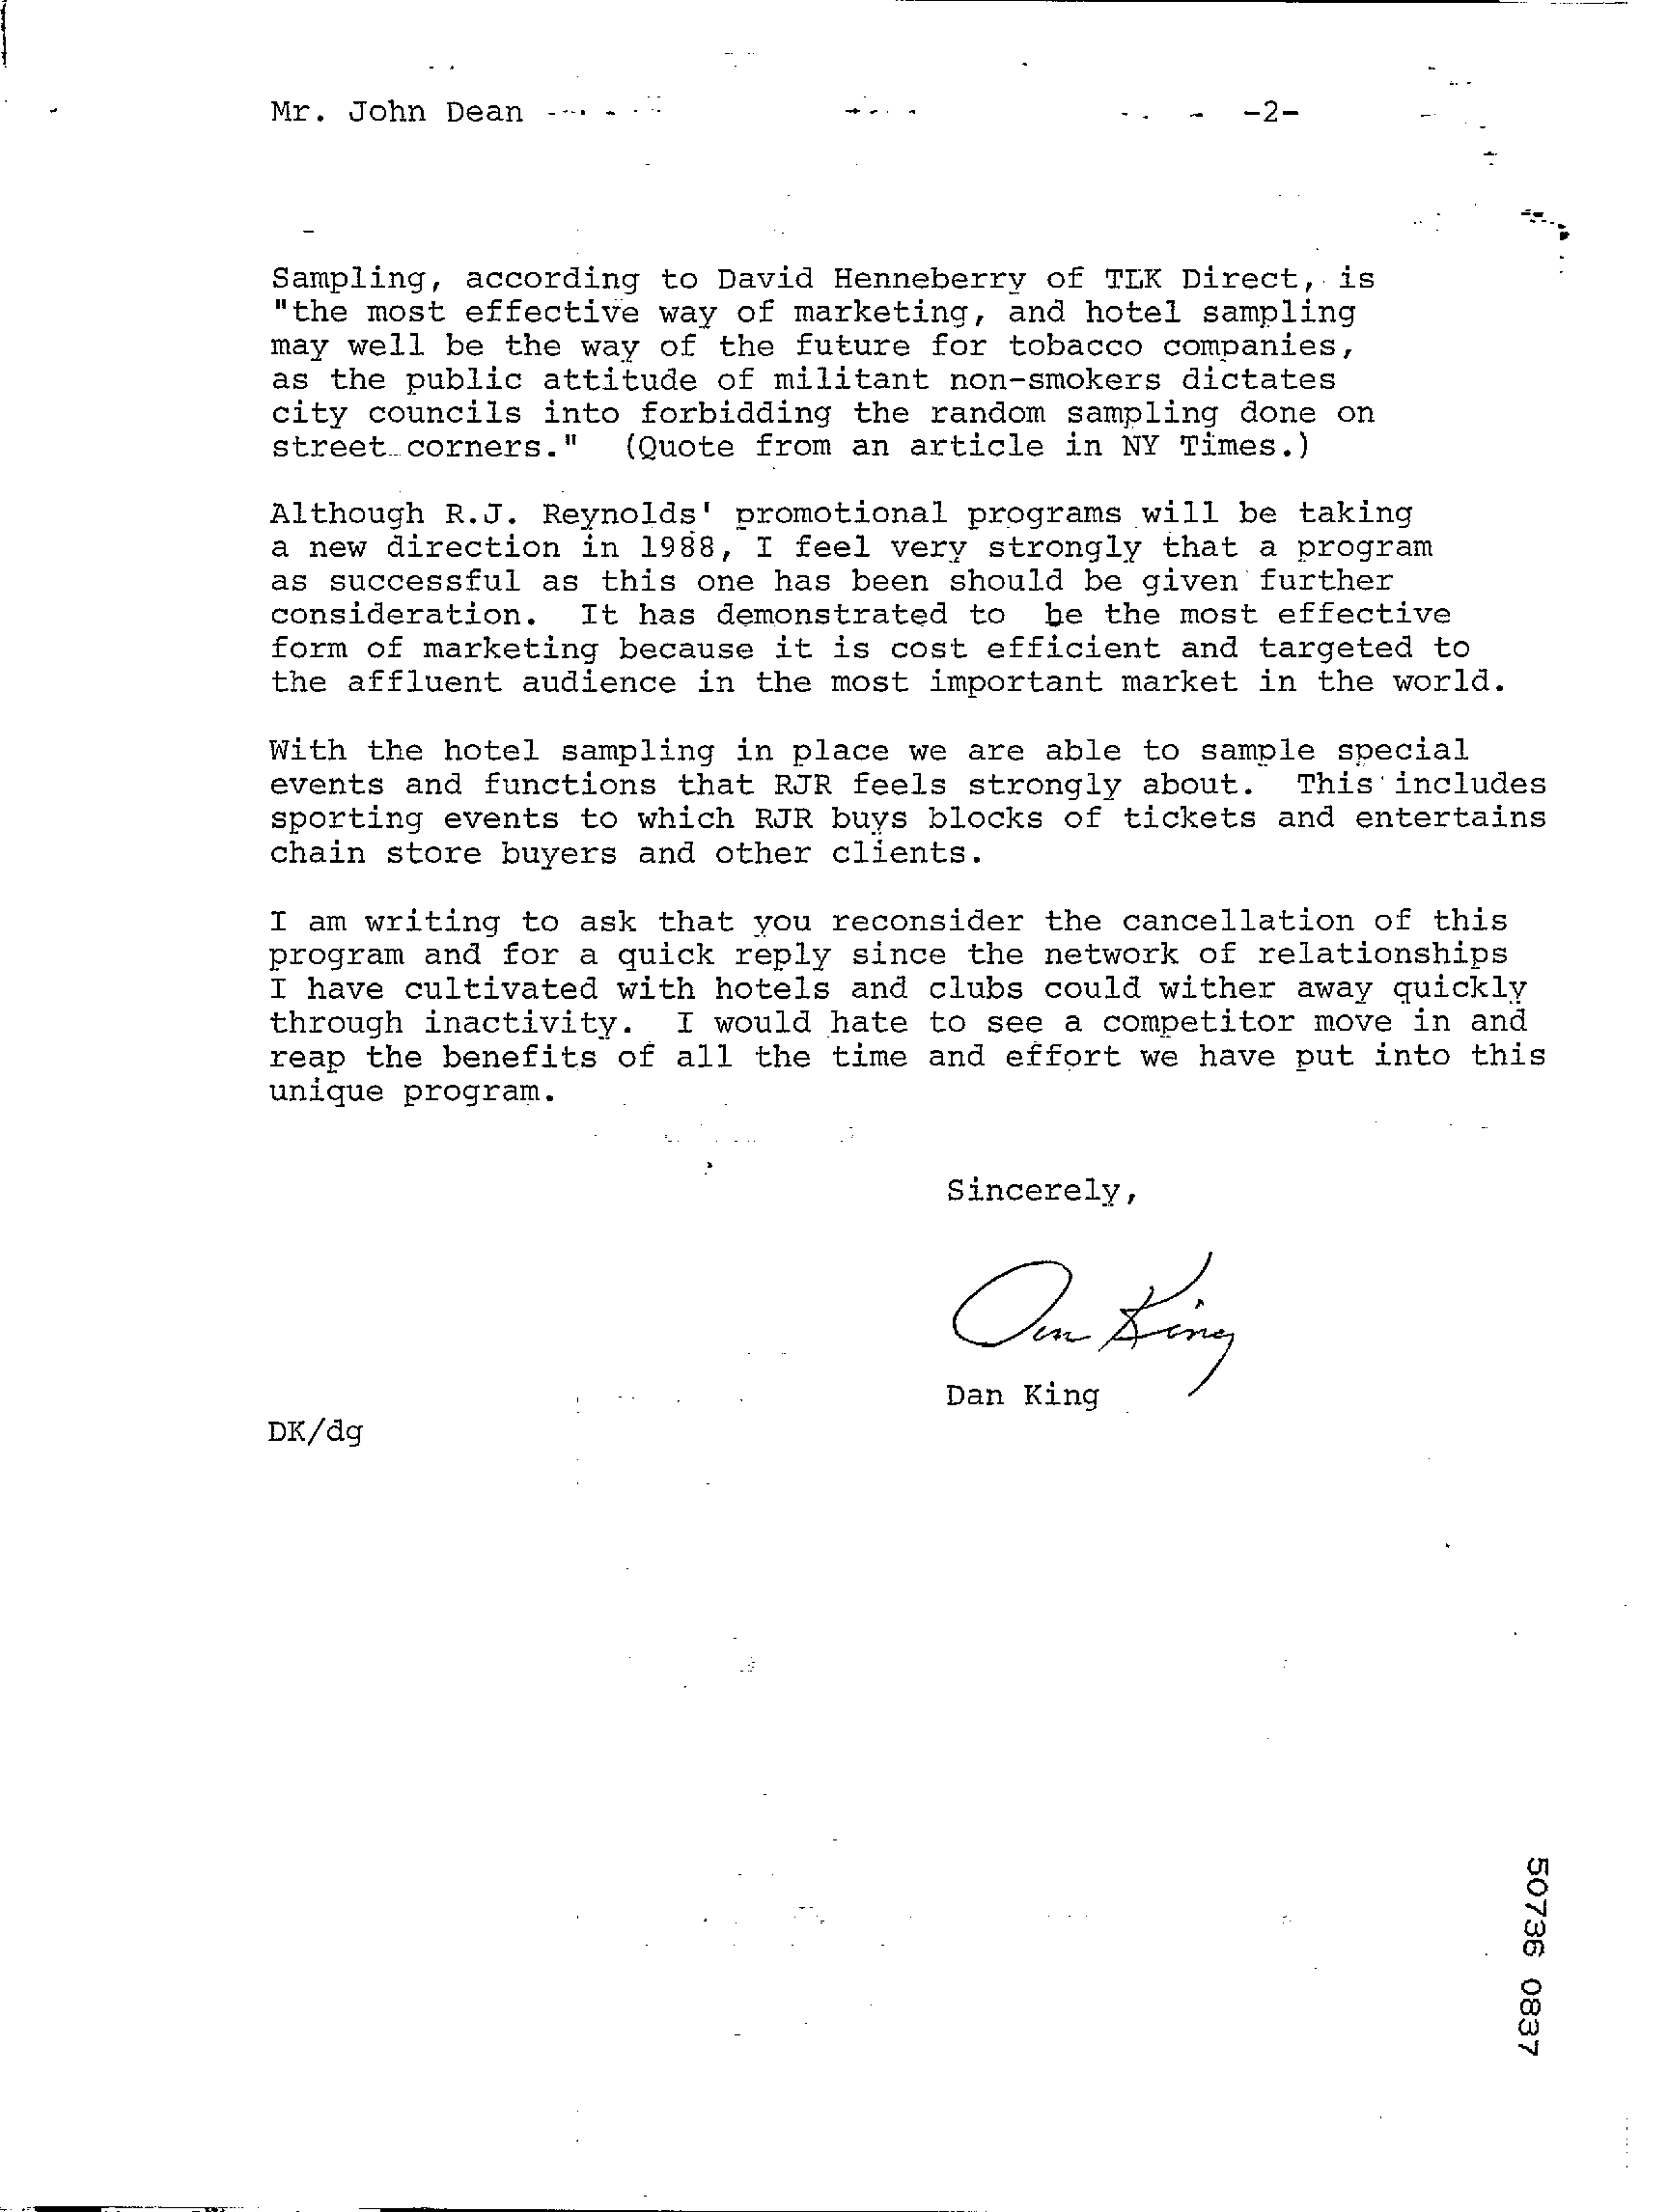 Mr. John Dean -2-
Sampling, according to David Henneberry of TLK Direct, is
"the most effective way of marketing, and hotel sampling
may well be the way of the future for tobacco companies,
as the public attitude of militant non-smokers dictates
city councils into forbidding the random sampling done on
street corners."  (Quote from an article in NY Times.)
Although R.J. Reynolds' promotional programs will be taking
a new direction in 1988, I feel very strongly that a program
as successful as this one has been should be given further
consideration.  It has demonstrated to  be the most effective
form of marketing because it is cost efficient and targeted to
the affluent audience in the most important market in the world.
With the hotel sampling in place we are able to sample special
events and functions that RJR feels strongly about.  This includes
sporting events to which RJR buys blocks of tickets and entertains
chain store buyers and other clients.
I am writing to ask that you reconsider the cancellation of this
program and for a quick reply since the network of relationships
I have cultivated with hotels and clubs could wither away quickly
through inactivity.  I would hate to see a competitor move in and
reap the benefits of all the time and effort we have put into this
unique program.
Sincerely,
Dan King
Dan King
DK/dg
50736 0837